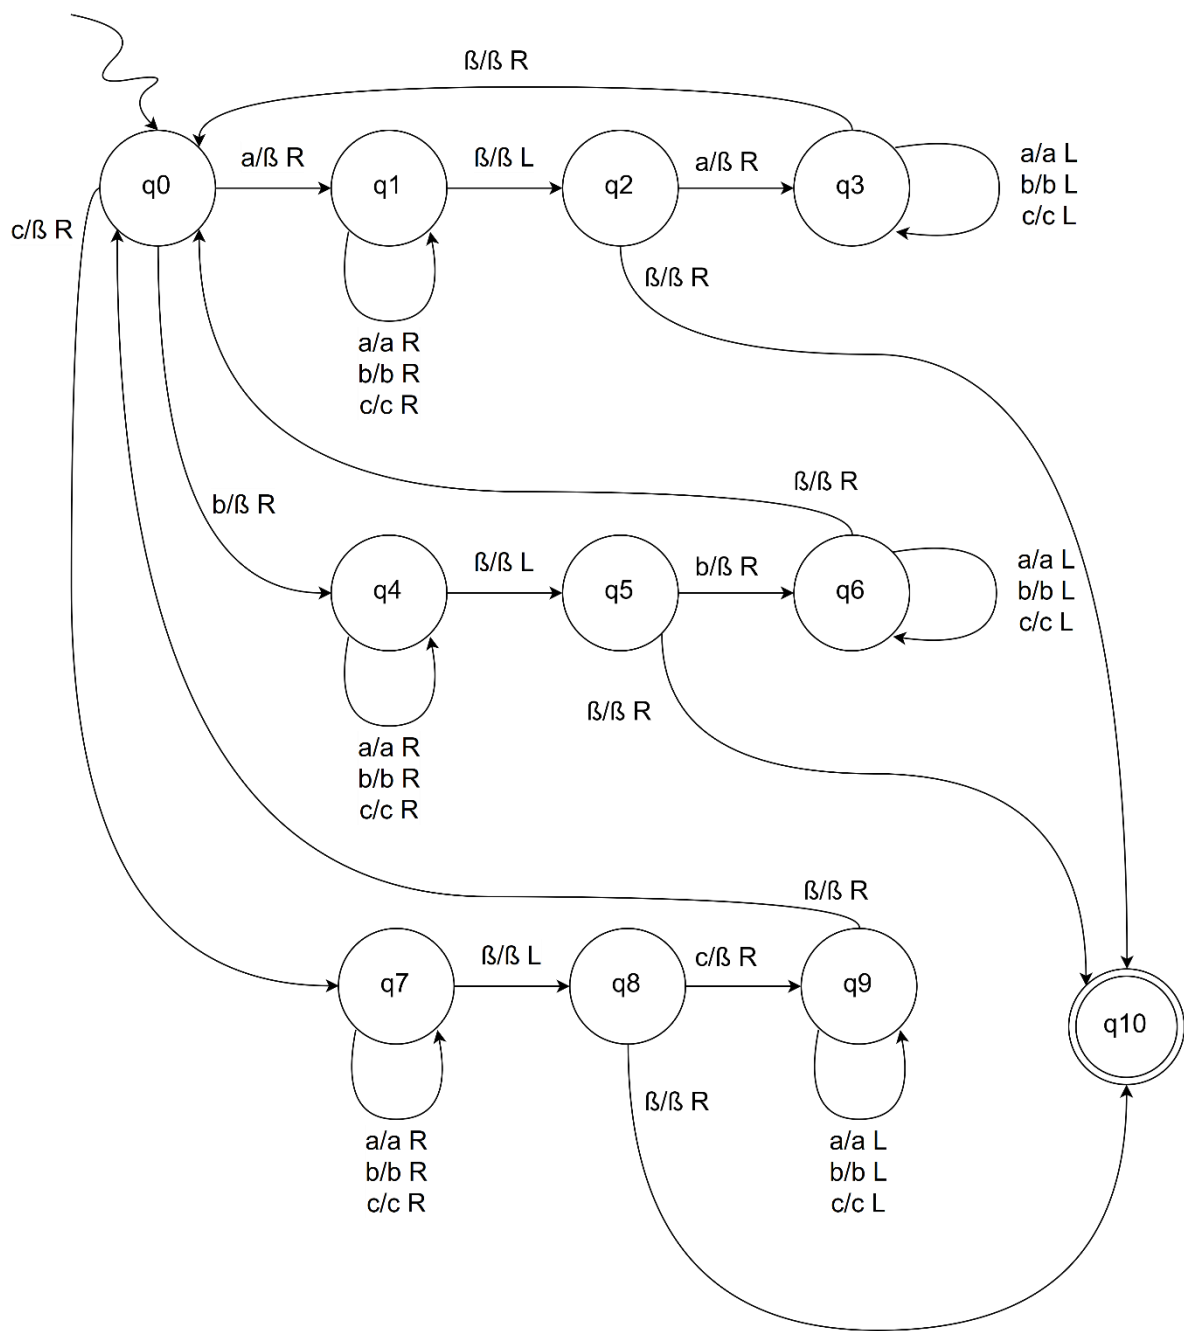 ß/ß R
a/ß R
ß/ß L
a/ß R
q0
q1
q2
q3
a/a L
b/b L
c/c L
c/ß R
ß/ß R
a/a R
b/b R
c/c R
ß/ß R
b/ß R
ß/ß L
b/ß R
q4
q5
q6
a/a L
b/b L
c/c L
ß/ß R
a/a R
b/b R
c/c R
ß/ß R
ß/ß L
c/ß R
q7
q8
q9
q10
ß/ß R
a/a R
b/b R
c/c R
a/a L
b/b L
c/c L